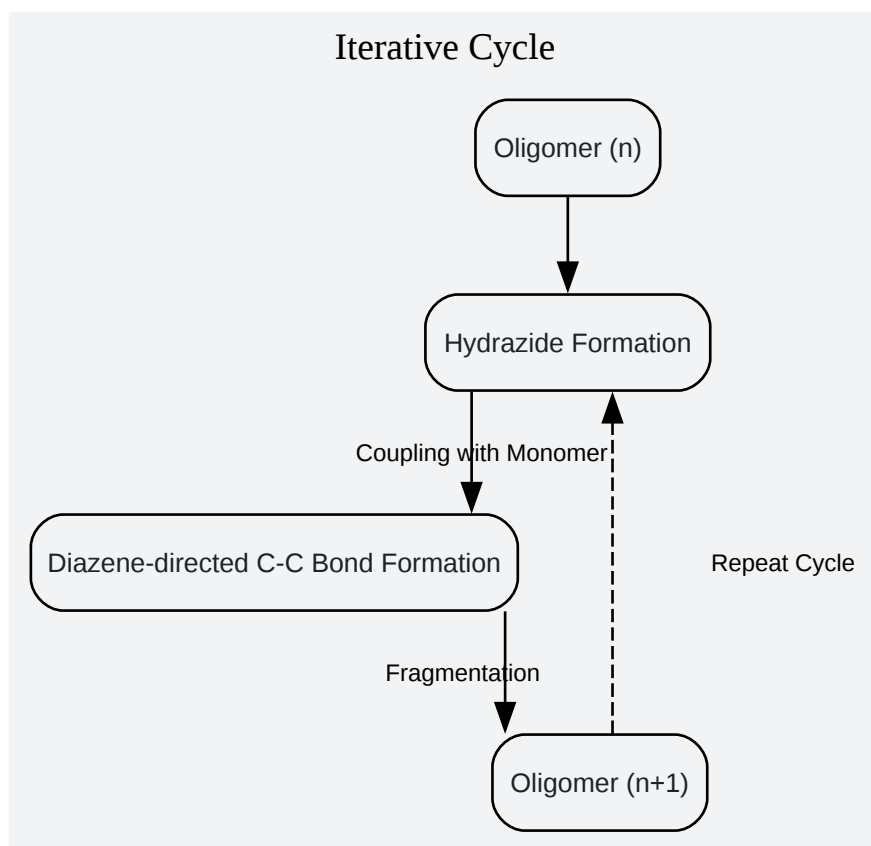 Iterative Cycle
Oligomer (n)
Hydrazide Formation
Coupling with Monomer
Diazene-directed C-C Bond Formation
Repeat Cycle
Fragmentation
Oligomer (n+1)